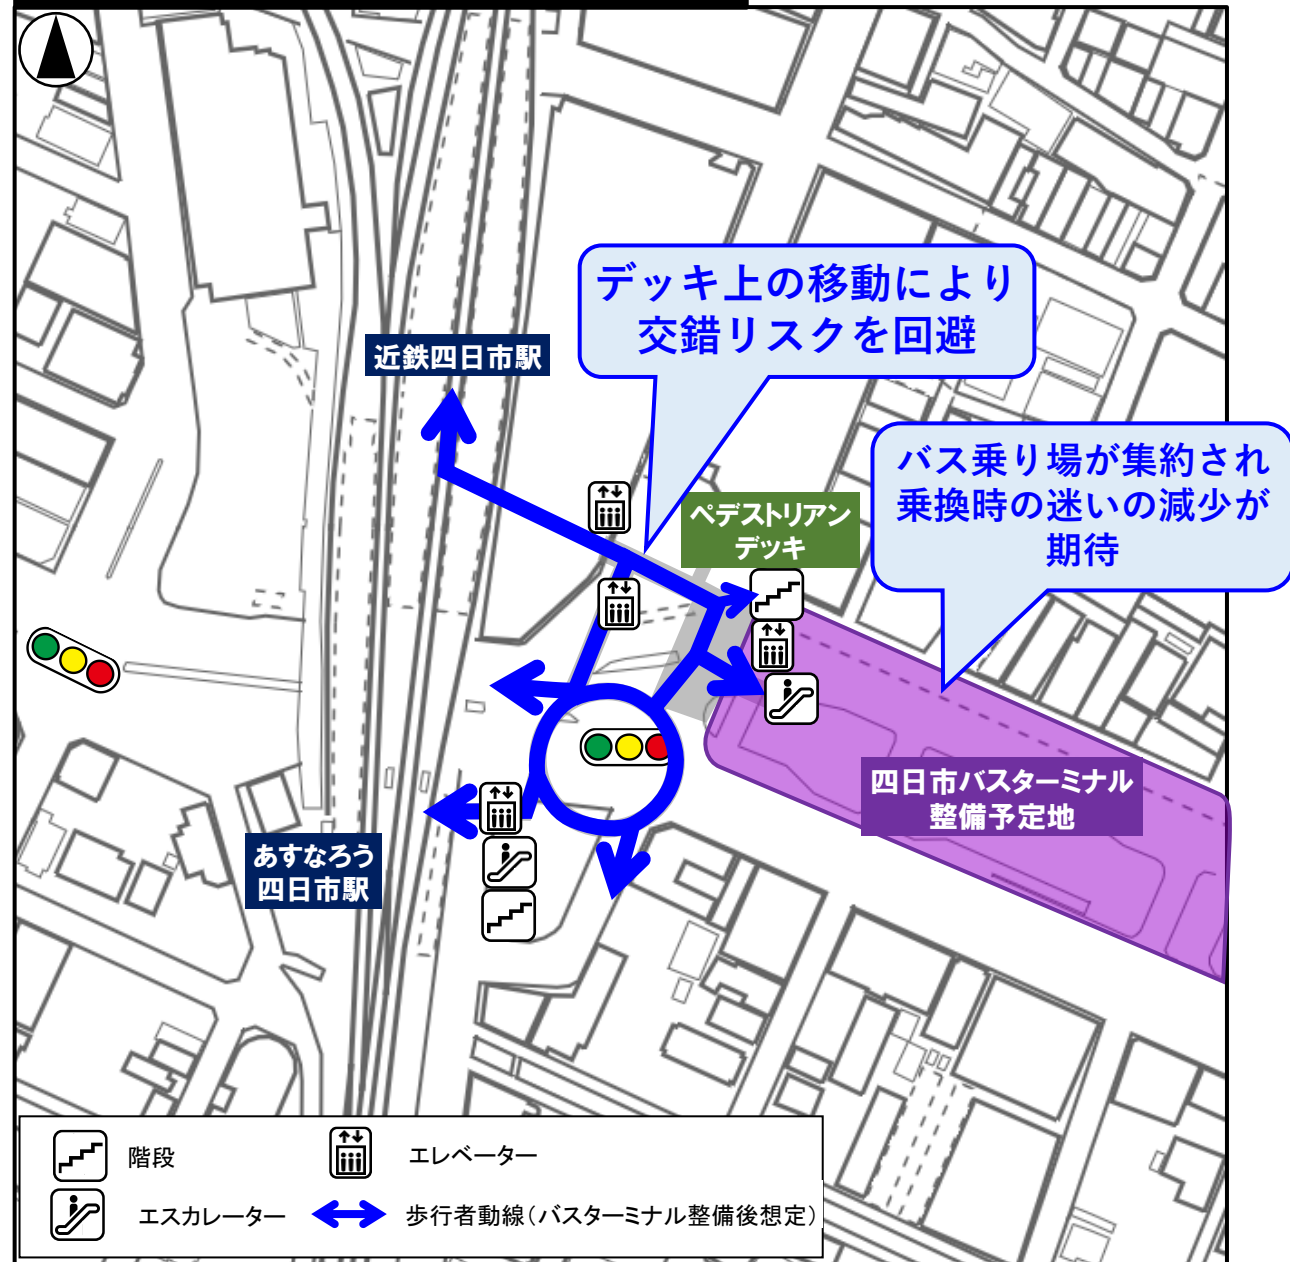 デッキ上の移動により
交錯リスクを回避
近鉄四日市駅
バス乗り場が集約され
乗換時の迷いの減少が
期待
ペデストリアン
デッキ
四日市バスターミナル
整備予定地
あすなろう
四日市駅
階段
エレベーター
エスカレーター
歩行者動線(バスターミナル整備後想定)